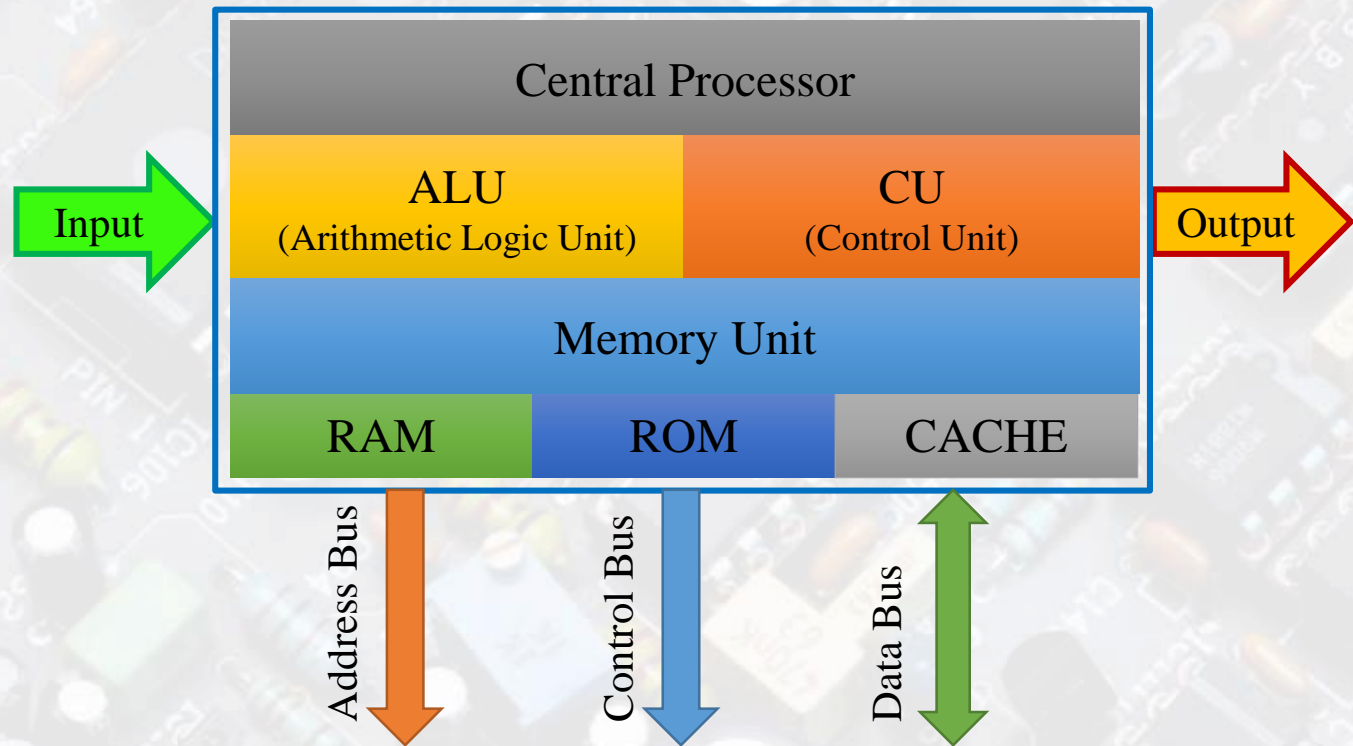 Central Processor
ALU
(Arithmetic Logic Unit)
CU
(Control Unit)
Input
Output
Memory Unit
RAM
ROM
CACHE
Address Bus
Control Bus
Data Bus